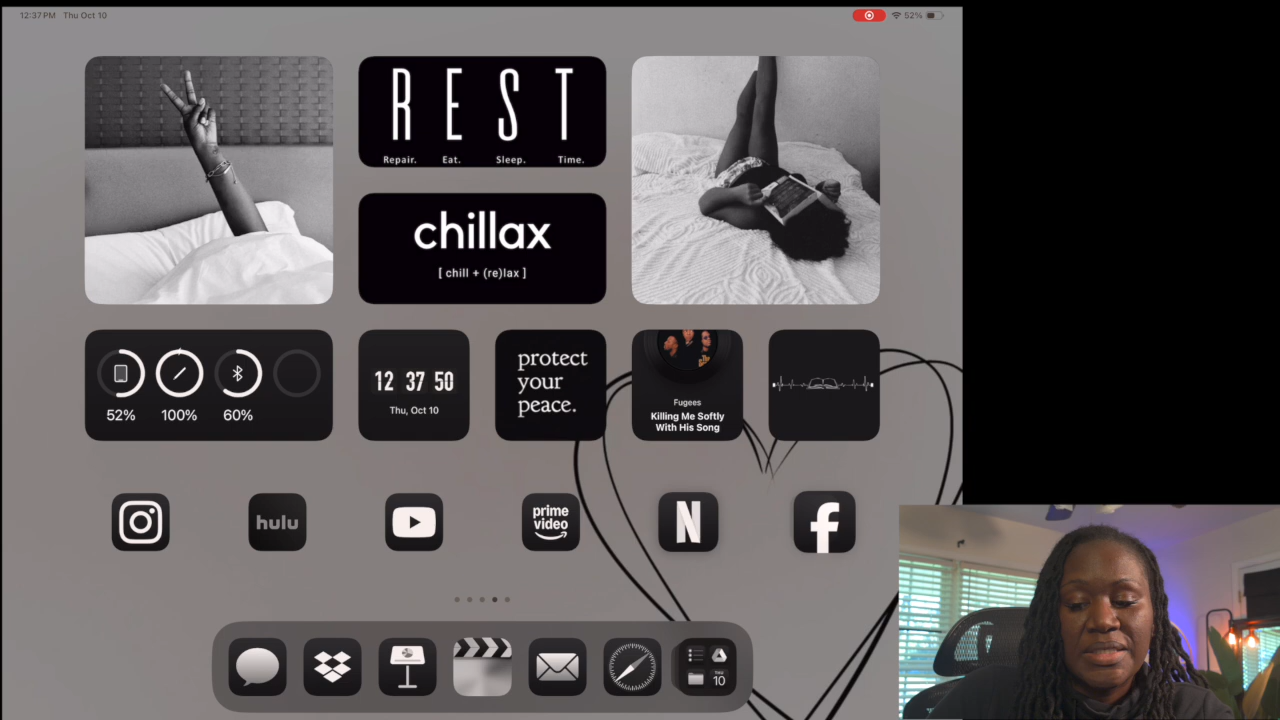 12:37 PM Thu Oct 10
52%
REST
Repair. Eat. Sleep. Time.
chillax
[ chill + (re)lax ]
52% 100% 60%
12 37 50
Thu, Oct 10
protect
your
peace.
Fugees
Killing Me Softly
With His Song
hulu
prime
video
N
f
THU
10